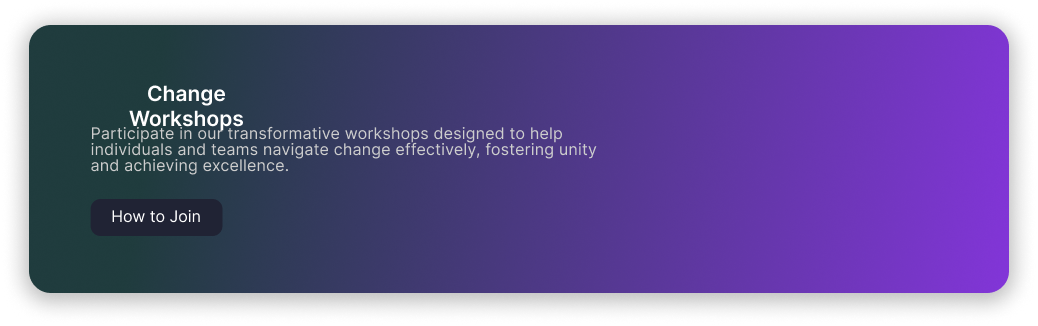 Change
Workshops
Participate in our transformative workshops designed to help
individuals and teams navigate change effectively, fostering unity
and achieving excellence.
How to Join